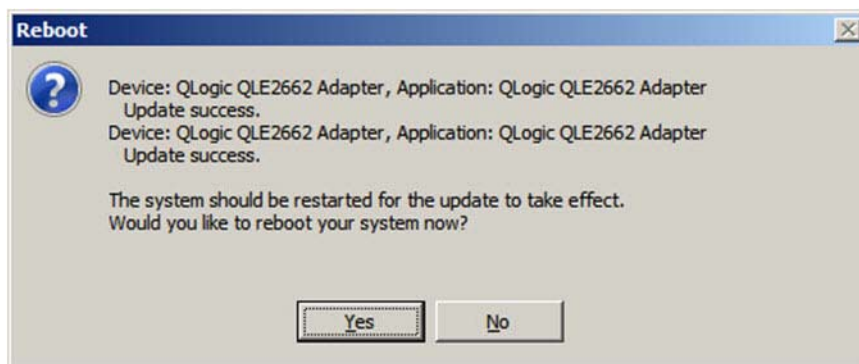 Reboot
Device: QLogic QLE2662 Adapter, Application: QLogic QLE2662 Adapter
Update success.
Device: QLogic QLE2662 Adapter, Application: QLogic QLE2662 Adapter
Update success.
The system should be restarted for the update to take effect.
Would you like to reboot your system now?
Yes
No